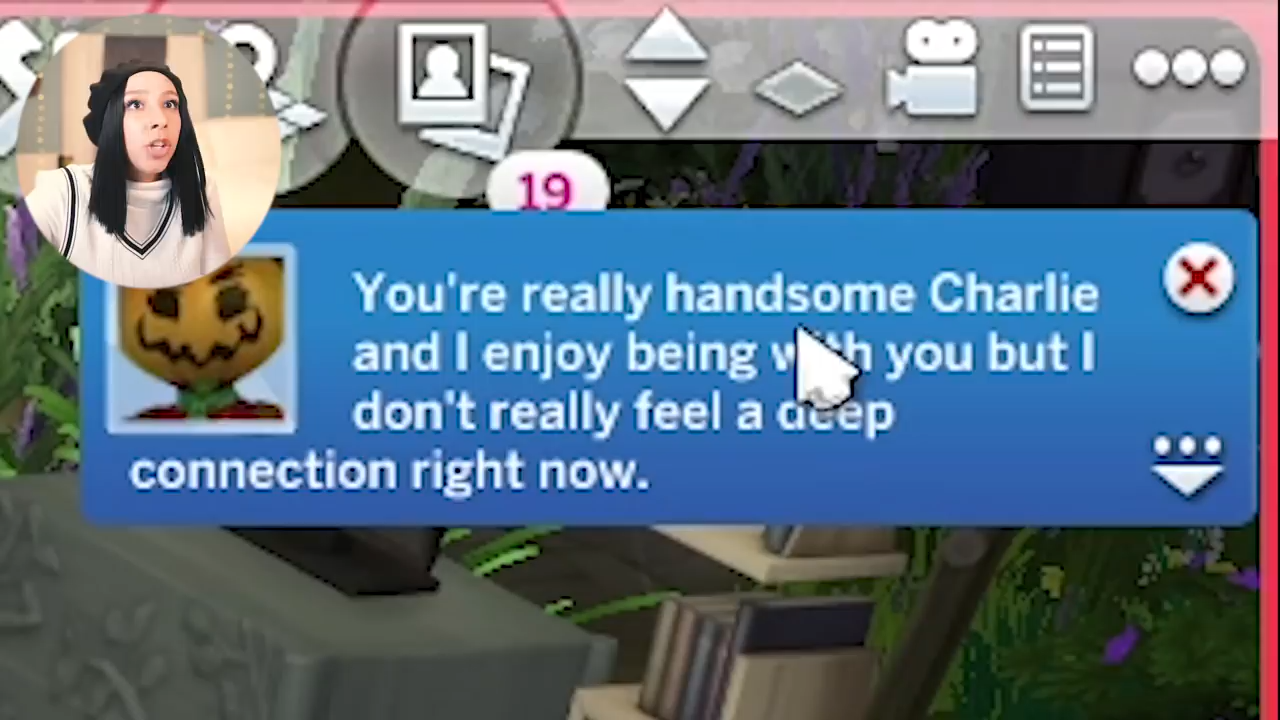 19
You're really handsome Charlie
and I enjoy being with you but I
don't really feel a deep
connection right now.